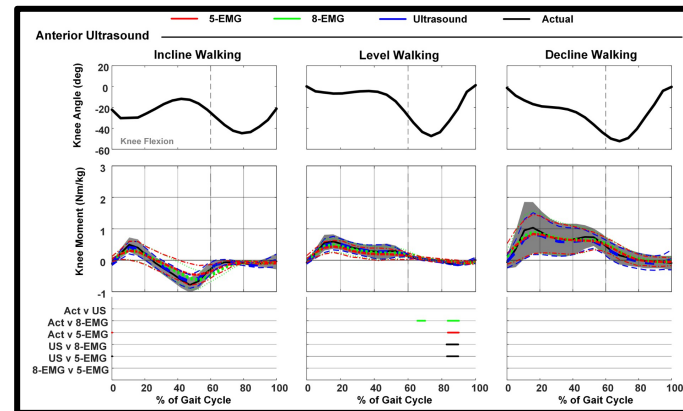 5-EMG 8-EMG Ultrasound Actual
Anterior Ultrasound
Incline Walking Level Walking Decline Walking
Knee Angle (deg)
20
0
-20
-40
-60
Knee Flexion
Knee Moment (Nm/kg)
3
2
1
0
-1
Act v US
Act v 8-EMG
Act v 5-EMG
US v 8-EMG
US v 5-EMG
8-EMG v 5-EMG
0 20 40 60 80 100 0 20 40 60 80 100 0 20 40 60 80 100
% of Gait Cycle % of Gait Cycle % of Gait Cycle